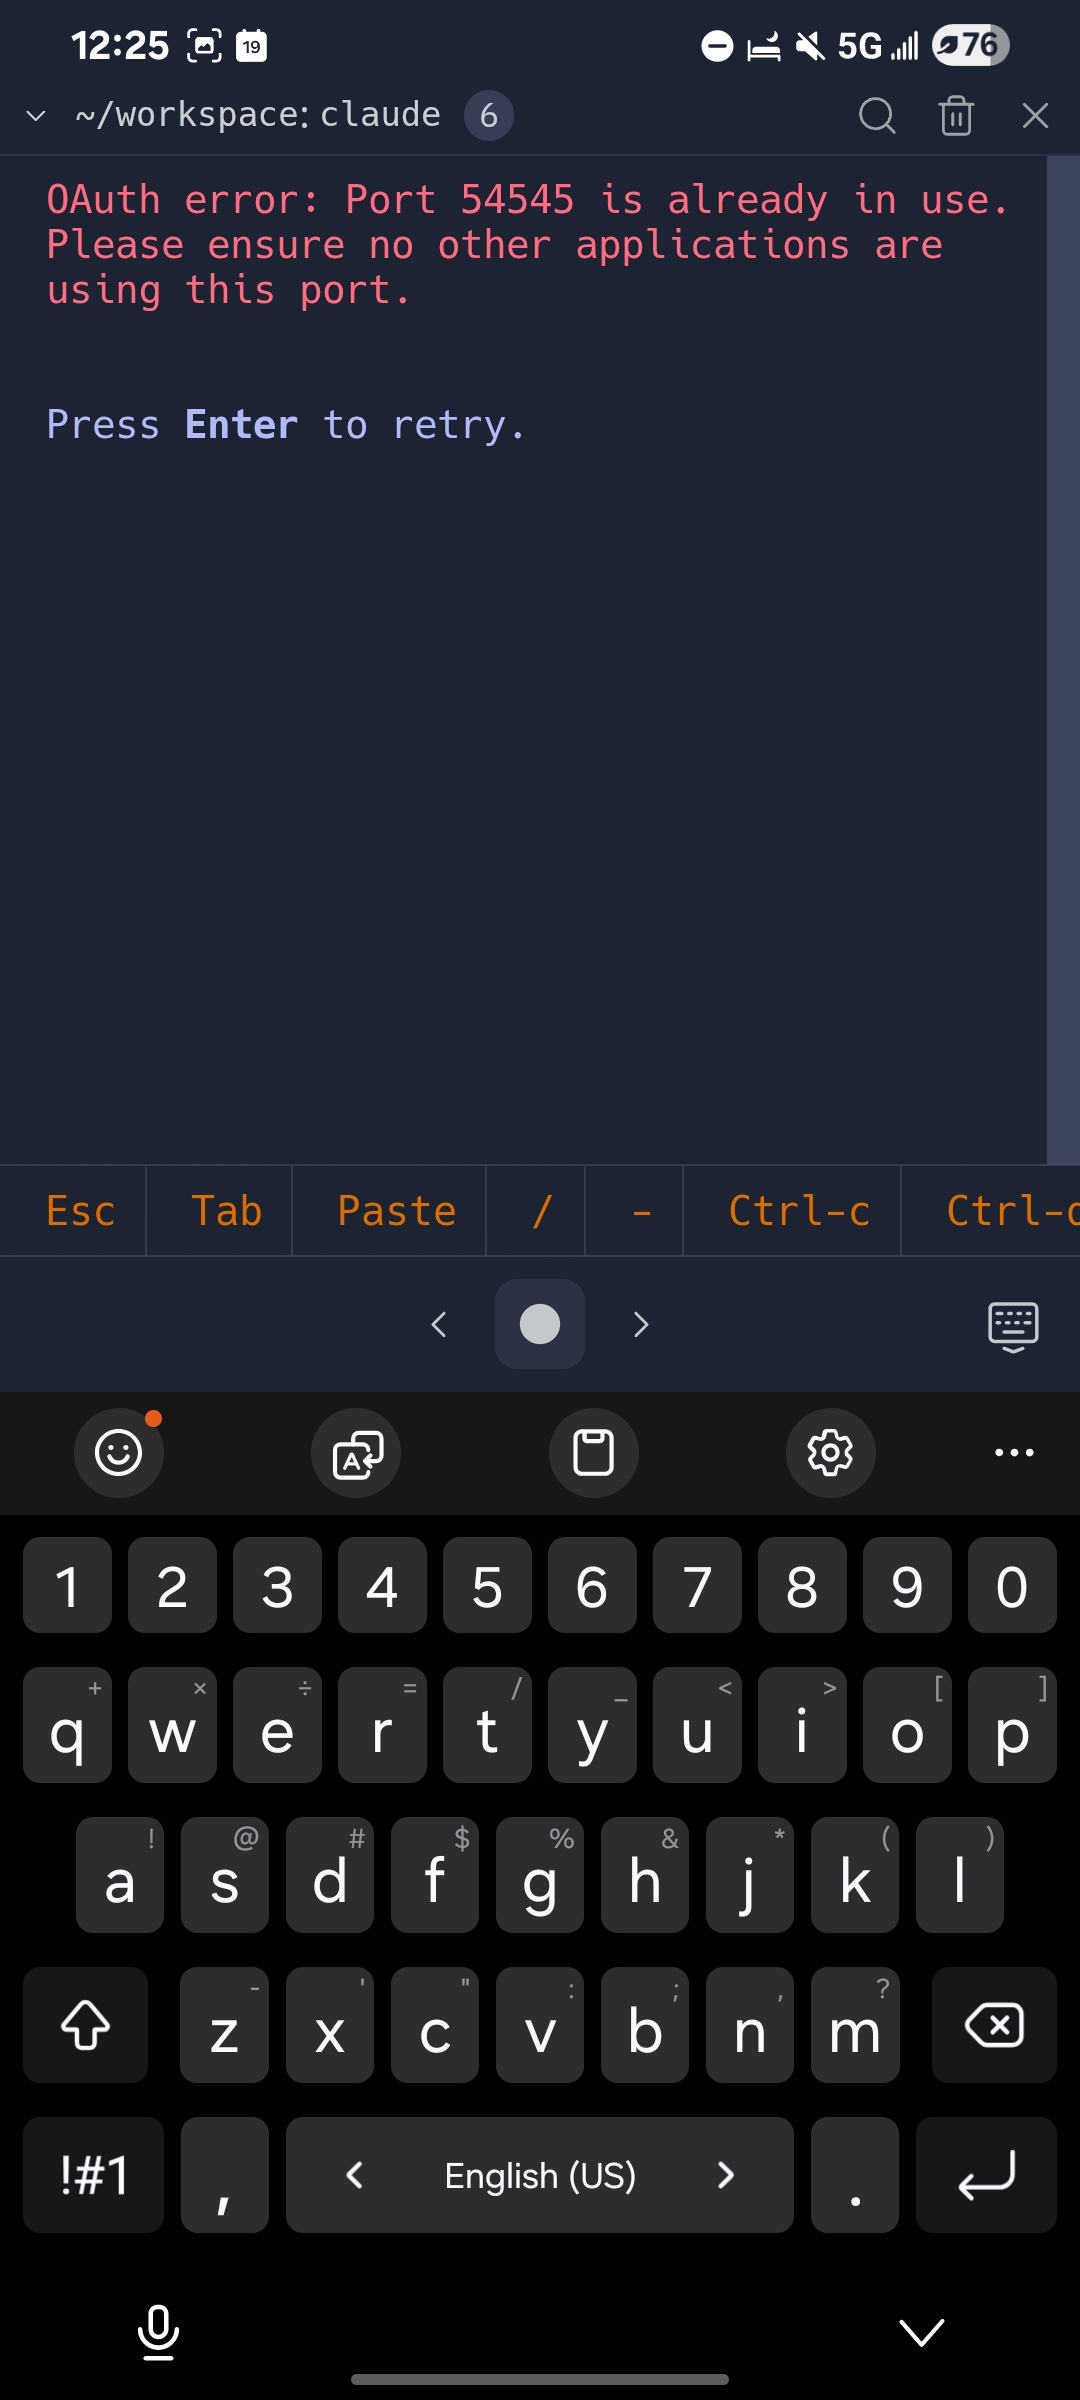 12:25 19 5G 76
~/workspace: claude 6
OAuth error: Port 54545 is already in use.
Please ensure no other applications are
using this port.
Press Enter to retry.
Esc Tab Paste / - Ctrl-c Ctrl-d
1 2 3 4 5 6 7 8 9 0
+ × ÷ = / _ < > [ ]
q w e r t y u i o p
! @ # $ % & * ( )
a s d f g h j k l
- ' " : ; , ?
z x c v b n m
!#1 , English (US) .